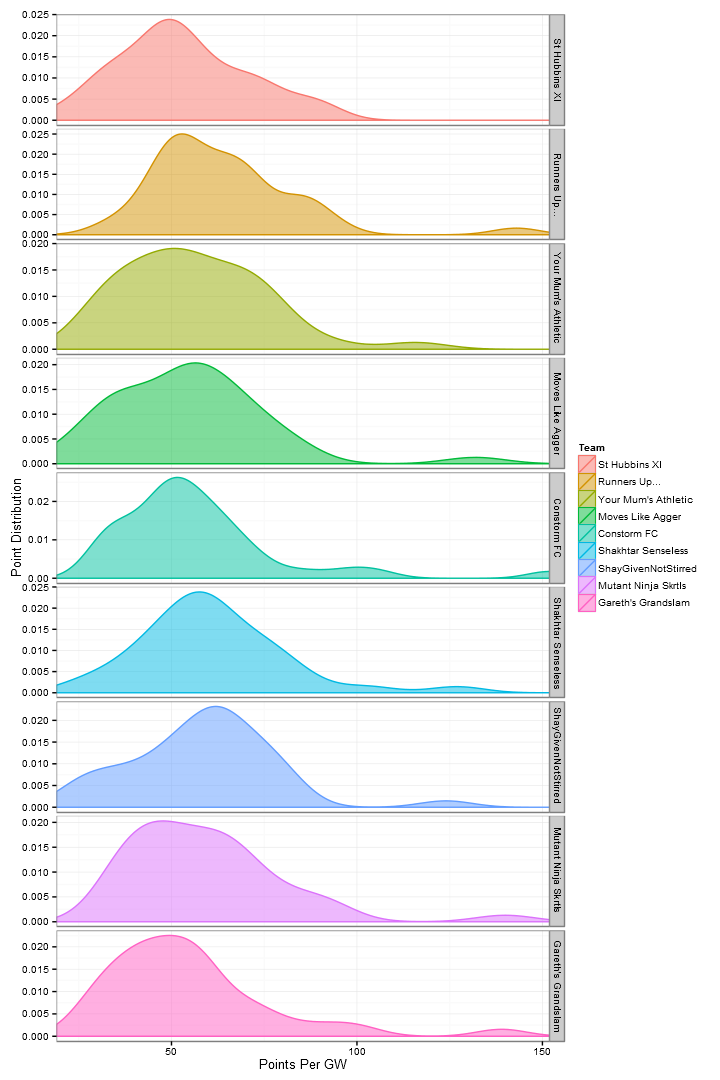 0.025
0.020
0.015
0.010
0.005
0.000
St Hubbins XI
0.025
0.020
0.015
0.010
0.005
0.000
Runners Up...
0.020
0.015
0.010
0.005
0.000
Your Mum's Athletic
0.020
0.015
0.010
0.005
0.000
Moves Like Agger
0.02
0.01
0.00
Constorm FC
0.025
0.020
0.015
0.010
0.005
0.000
Shakhtar Senseless
0.020
0.015
0.010
0.005
0.000
ShayGivenNotStirred
0.020
0.015
0.010
0.005
0.000
Mutant Ninja Skrtls
0.020
0.015
0.010
0.005
0.000
Gareth's Grandslam
50
100
150
Points Per GW
Point Distribution
Team
St Hubbins XI
Runners Up...
Your Mum's Athletic
Moves Like Agger
Constorm FC
Shakhtar Senseless
ShayGivenNotStirred
Mutant Ninja Skrtls
Gareth's Grandslam